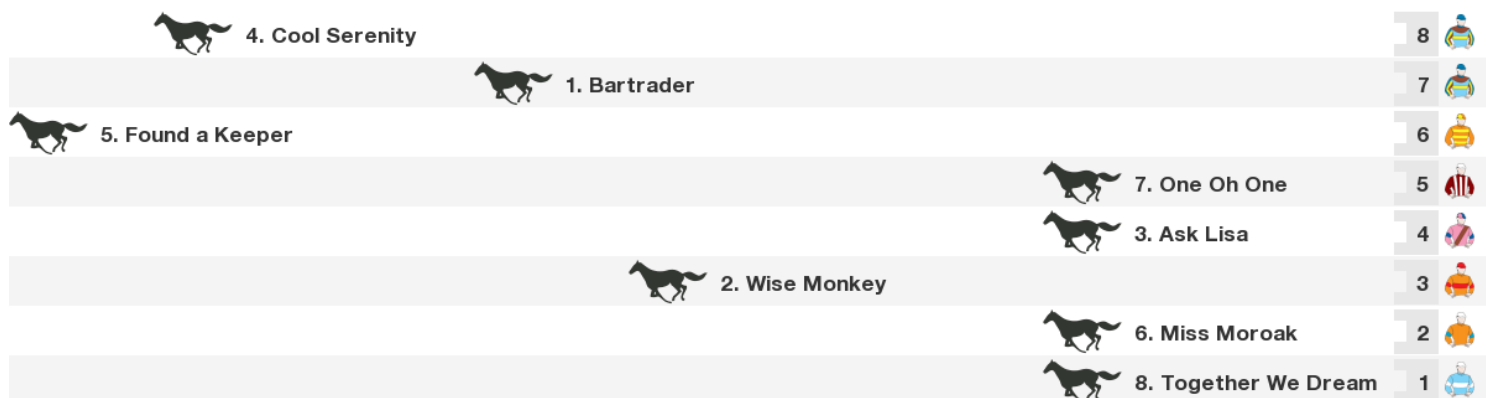 4. Cool Serenity 8
1. Bartrader 7
5. Found a Keeper 6
7. One Oh One 5
3. Ask Lisa 4
2. Wise Monkey 3
6. Miss Moroak 2
8. Together We Dream 1